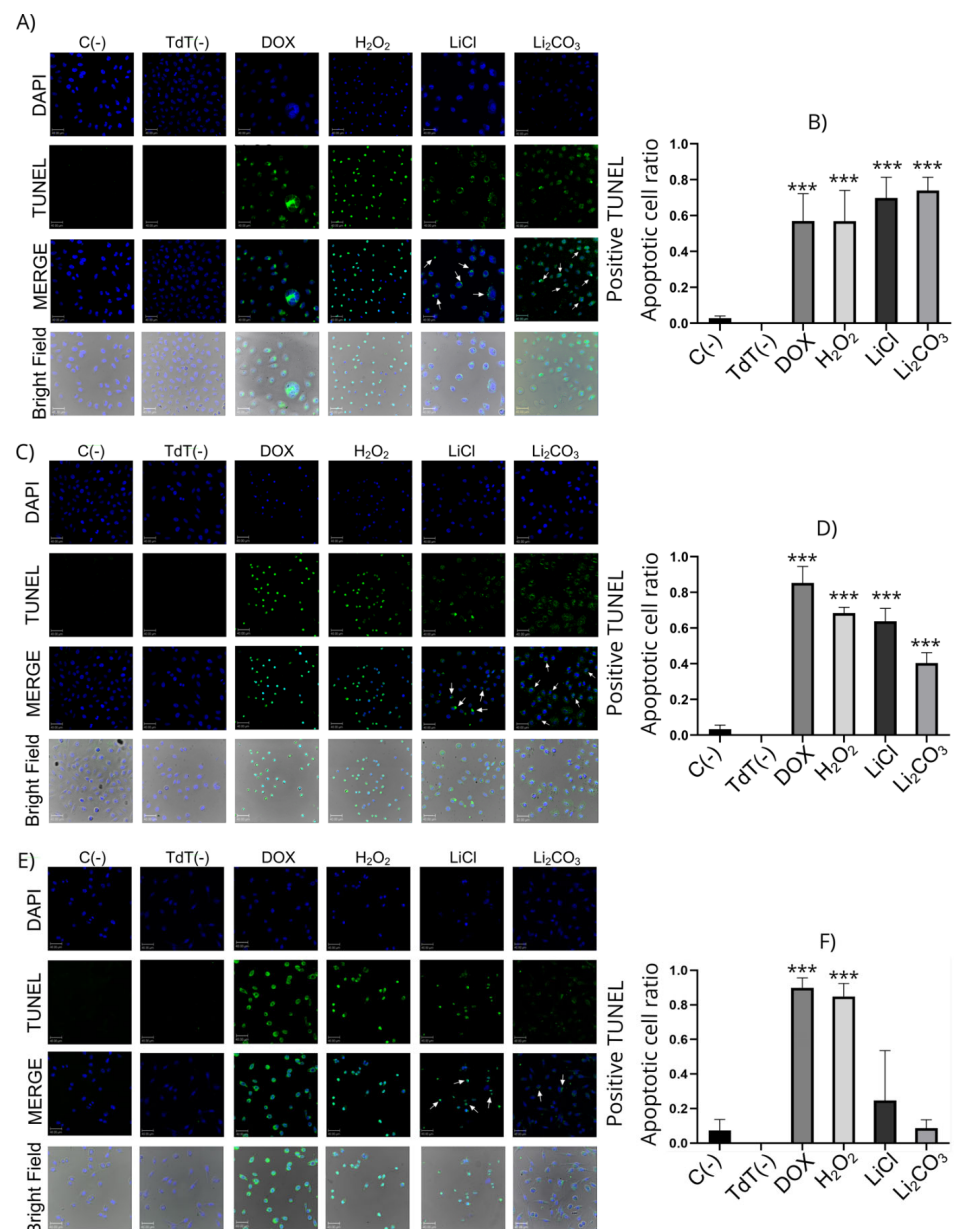 A)
C(-) TdT(-) DOX H₂O₂ LiCl Li₂CO₃
DAPI
TUNEL
MERGE
Bright Field
B)
Positive TUNEL
Apoptotic cell ratio
1.0
0.8
0.6
0.4
0.2
0.0
*** *** *** ***
C(-) TdT(-) DOX H₂O₂ LiCl Li₂CO₃
C)
C(-) TdT(-) DOX H₂O₂ LiCl Li₂CO₃
DAPI
TUNEL
MERGE
Bright Field
D)
Positive TUNEL
Apoptotic cell ratio
1.0
0.8
0.6
0.4
0.2
0.0
*** *** *** ***
C(-) TdT(-) DOX H₂O₂ LiCl Li₂CO₃
E)
C(-) TdT(-) DOX H₂O₂ LiCl Li₂CO₃
DAPI
TUNEL
MERGE
Bright Field
F)
Positive TUNEL
Apoptotic cell ratio
1.0
0.8
0.6
0.4
0.2
0.0
*** ***
C(-) TdT(-) DOX H₂O₂ LiCl Li₂CO₃